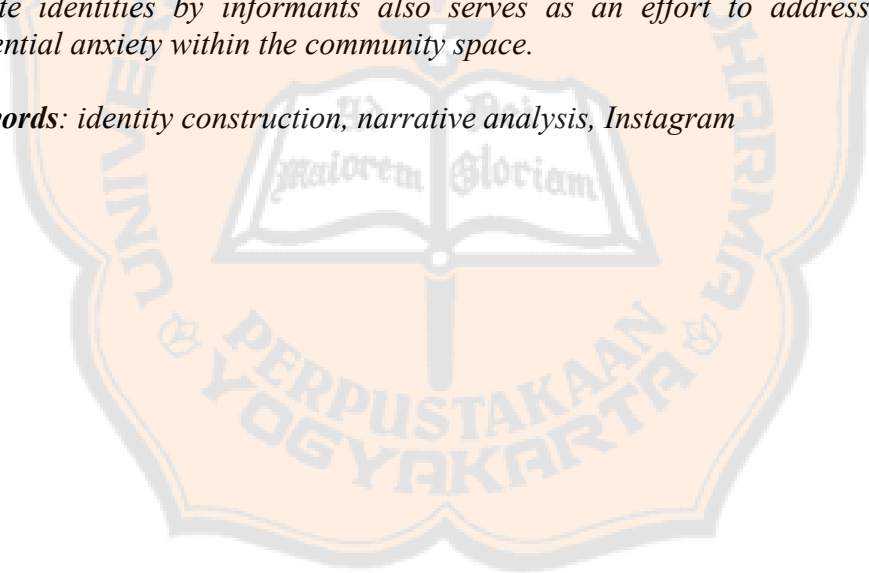 te identities by informants also serves as an effort to address
ential anxiety within the community space.
ords: identity construction, narrative analysis, Instagram
Ad
Maiorem Gloriam
PERPUSTAKAAN
YOGYAKARTA